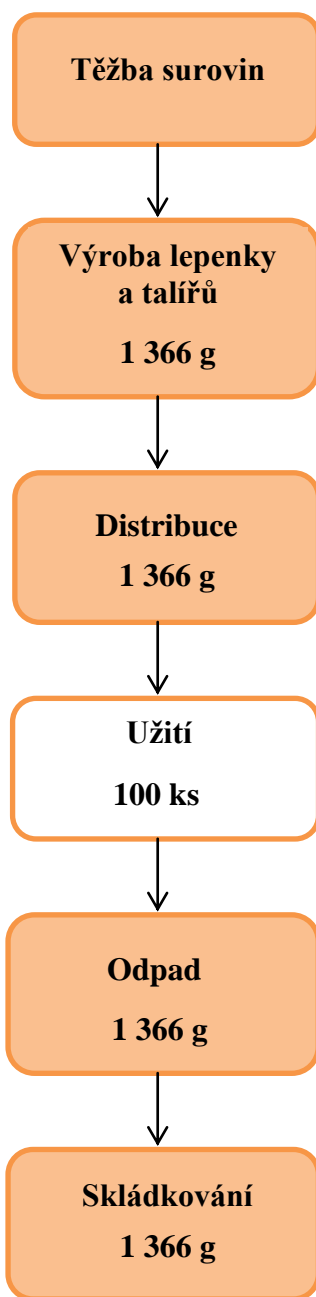 Těžba surovin
Výroba lepenky
a talířů
1 366 g
Distribuce
1 366 g
Užití
100 ks
Odpad
1 366 g
Skládkování
1 366 g